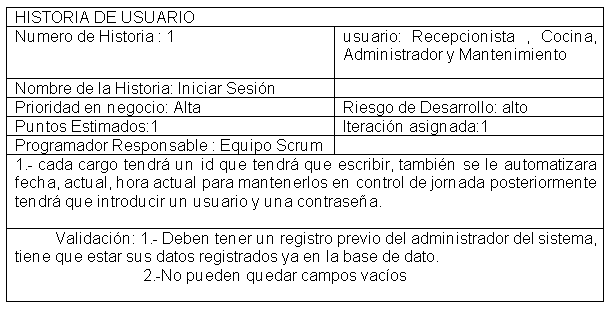 HISTORIA DE USUARIO
Numero de Historia : 1
usuario: Recepcionista , Cocina,
Administrador y Mantenimiento
Nombre de la Historia: Iniciar Sesión
Prioridad en negocio: Alta
Riesgo de Desarrollo: alto
Puntos Estimados:1
Iteración asignada:1
Programador Responsable : Equipo Scrum
1.- cada cargo tendrá un id que tendrá que escribir, también se le automatizara
fecha, actual, hora actual para mantenerlos en control de jornada posteriormente
tendrá que introducir un usuario y una contraseña.
Validación: 1.- Deben tener un registro previo del administrador del sistema,
tiene que estar sus datos registrados ya en la base de dato.
2.-No pueden quedar campos vacíos